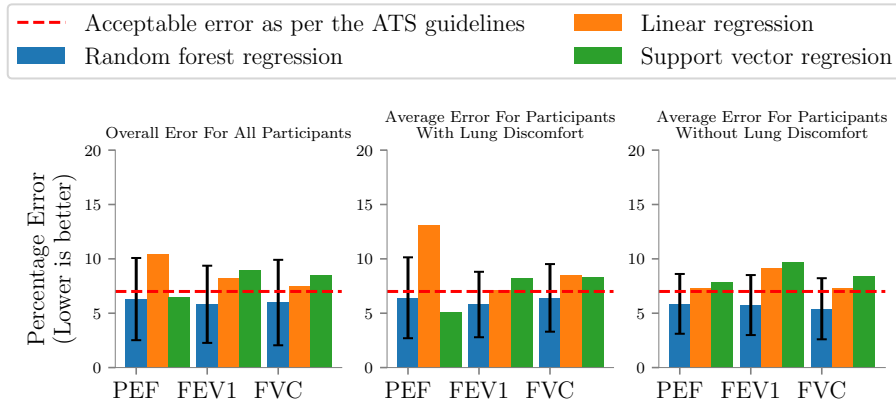 Acceptable error as per the ATS guidelines
Random forest regression
Linear regression
Support vector regresion
Overall Eror For All Participants
Average Error For Participants
With Lung Discomfort
Average Error For Participants
Without Lung Discomfort
Percentage Error
(Lower is better)
20
15
10
5
0
PEF FEV1 FVC
20
15
10
5
0
PEF FEV1 FVC
20
15
10
5
0
PEF FEV1 FVC